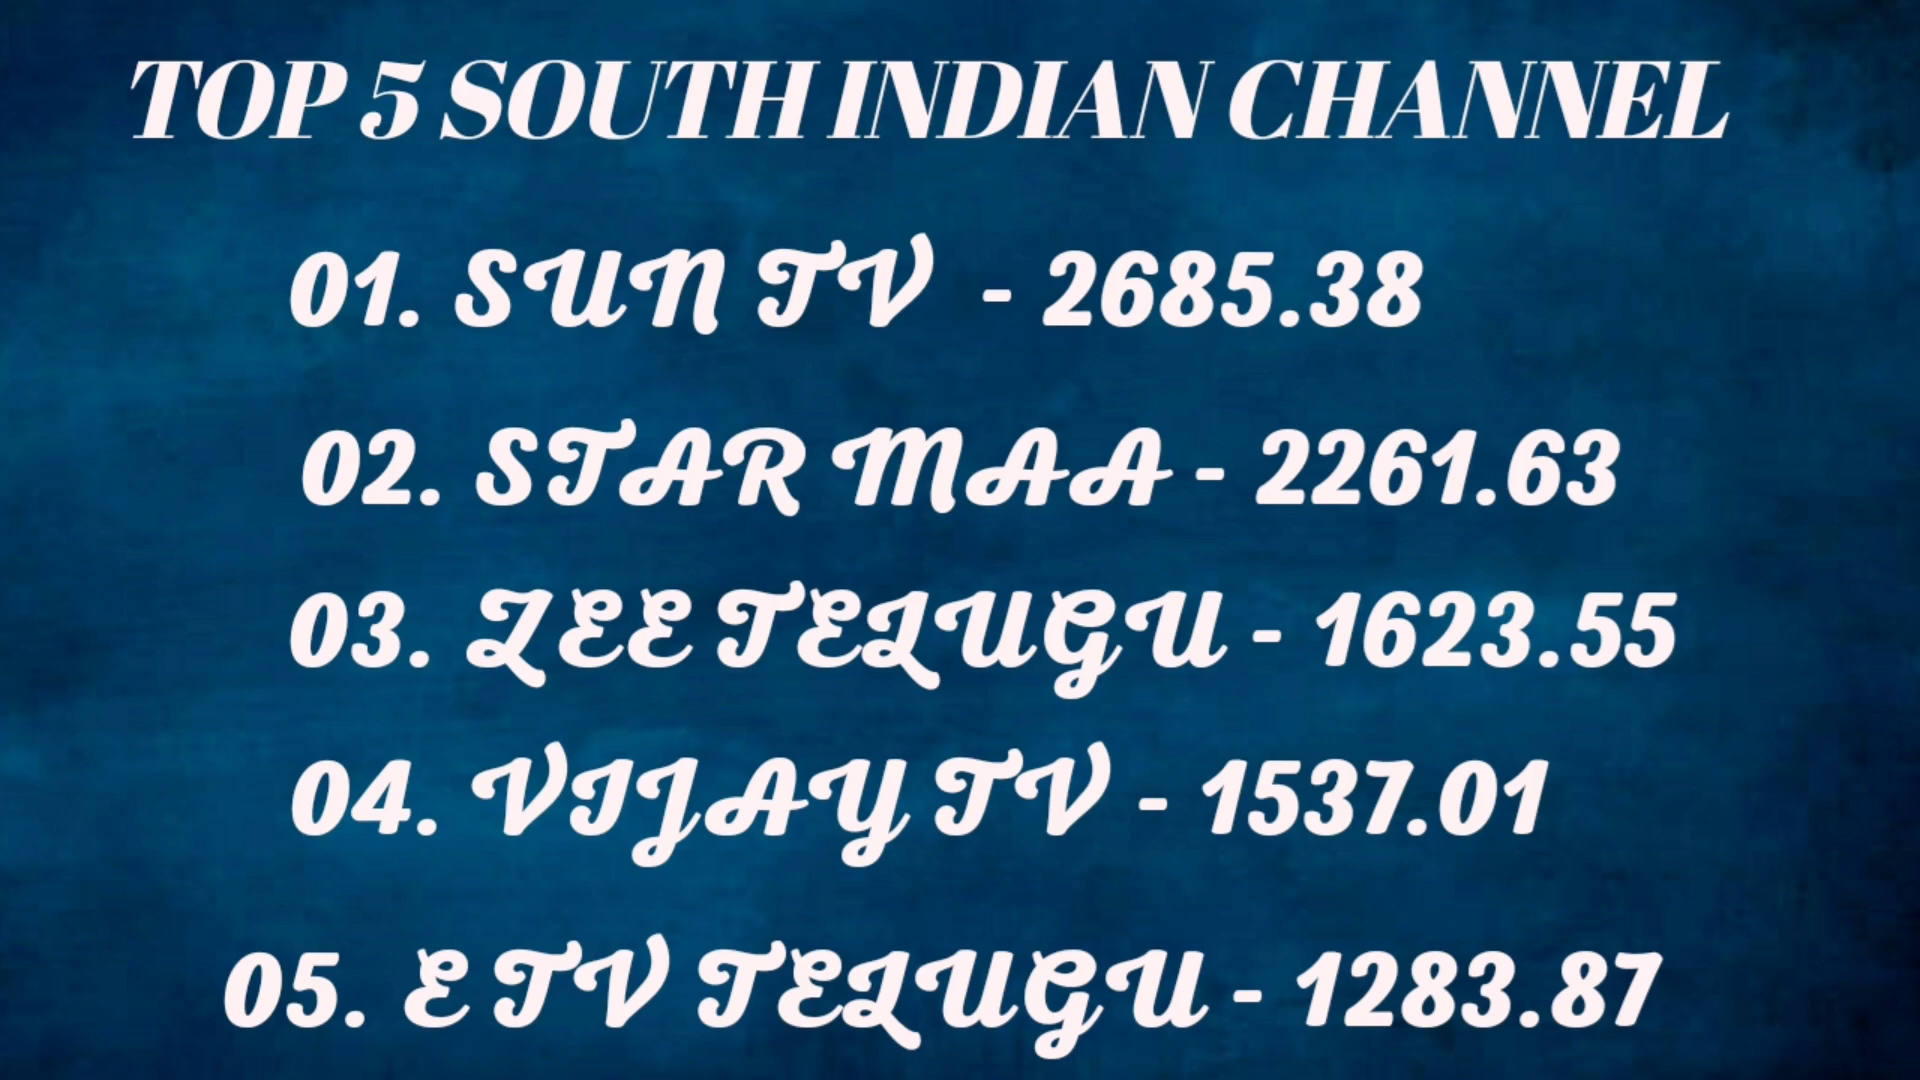 TOP 5 SOUTH INDIAN CHANNEL
01. SUN TV - 2685.38
02. STAR MAA - 2261.63
03. ZEE TELUGU - 1623.55
04. VIJAY TV - 1537.01
05. E TV TELUGU - 1283.87